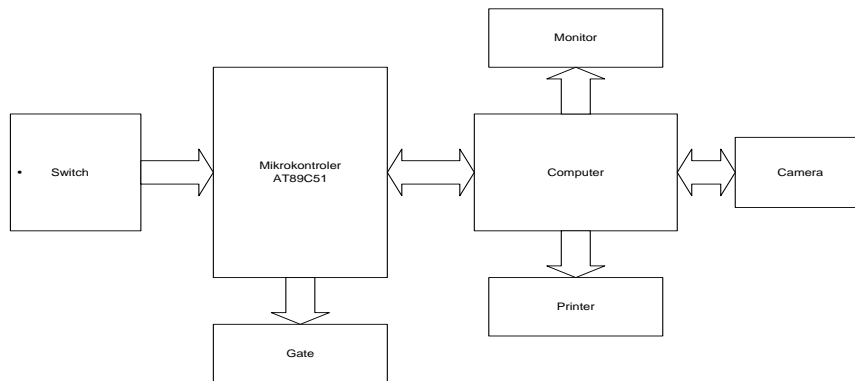 Monitor
Switch
Mikrokontroler
AT89C51
Computer
Camera
Printer
Gate